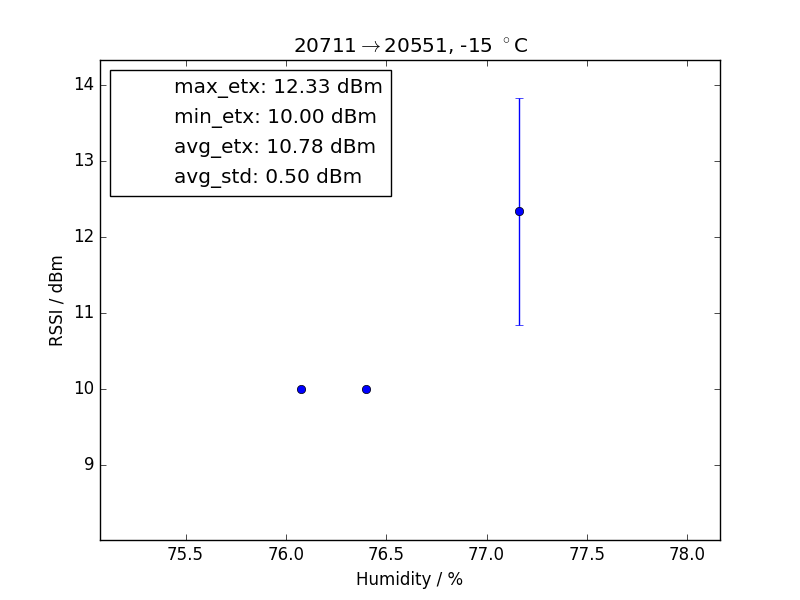 20711→20551, -15 °C
max_etx: 12.33 dBm
min_etx: 10.00 dBm
avg_etx: 10.78 dBm
avg_std: 0.50 dBm
14
13
12
11
10
9
RSSI / dBm
75.5 76.0 76.5 77.0 77.5 78.0
Humidity / %